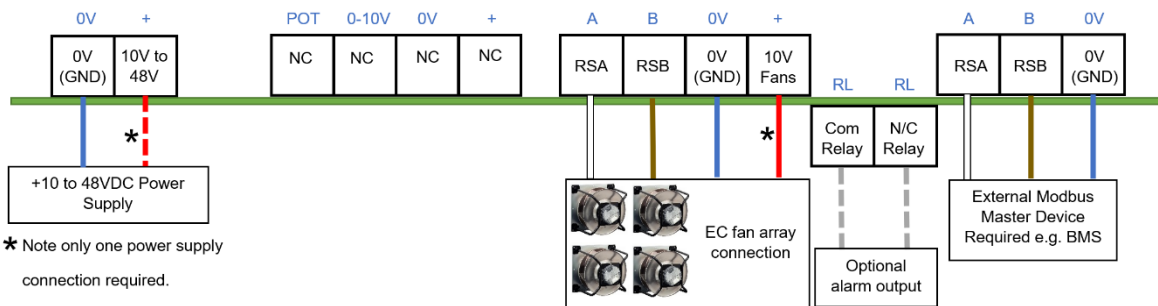 0V +
0V
(GND)
10V to
48V
*
+10 to 48VDC Power
Supply
* Note only one power supply
connection required.
POT 0-10V 0V +
NC NC NC NC
A B 0V +
RSA RSB
0V
(GND)
10V
Fans
*
EC fan array
connection
RL RL
Com
Relay
N/C
Relay
Optional
alarm output
A B 0V
RSA RSB
0V
(GND)
External Modbus
Master Device
Required e.g. BMS